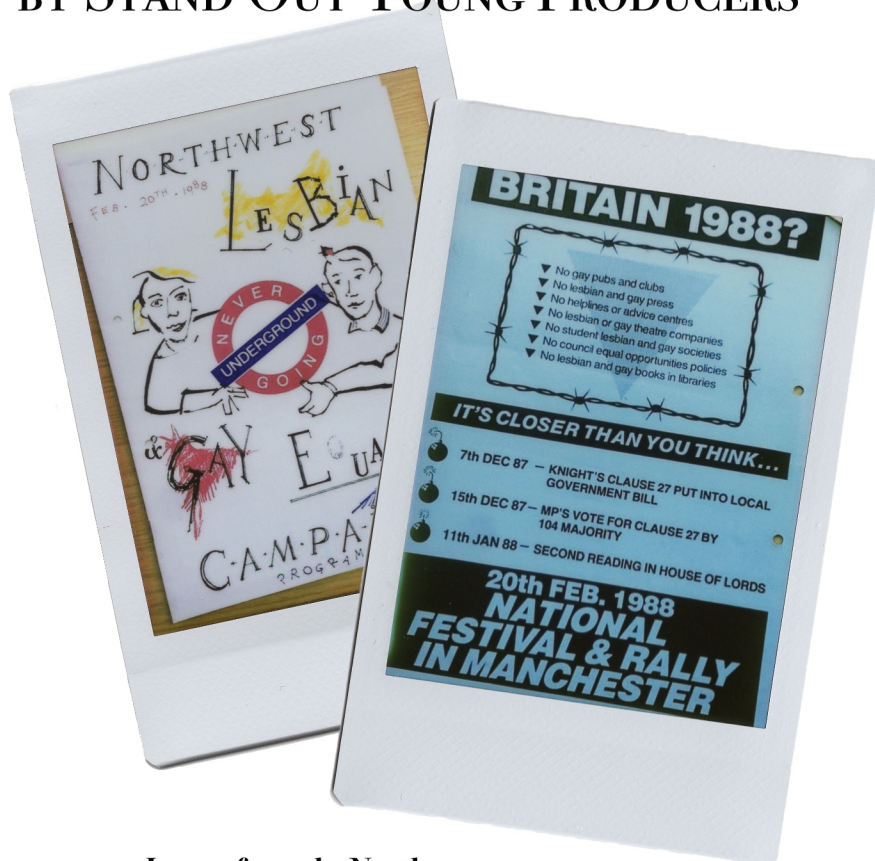 BY STAND OUT YOUNG PRODUCERS
NORTHWEST
FEB. 20TH. 1988
LESBIAN
NEVER
UNDERGROUND
GOING
& GAY EQUA
C·A·M·P·A
PROGRAM
BRITAIN 1988?
▼ No gay pubs and clubs
▼ No lesbian and gay press
▼ No helplines or advice centres
▼ No lesbian or gay theatre companies
▼ No student lesbian and gay societies
▼ No council equal opportunities policies
▼ No lesbian and gay books in libraries
IT'S CLOSER THAN YOU THINK...
7th DEC 87 – KNIGHT'S CLAUSE 27 PUT INTO LOCAL
GOVERNMENT BILL
15th DEC 87 – MP'S VOTE FOR CLAUSE 27 BY
104 MAJORITY
11th JAN 88 – SECOND READING IN HOUSE OF LORDS
20th FEB. 1988
NATIONAL
FESTIVAL & RALLY
IN MANCHESTER